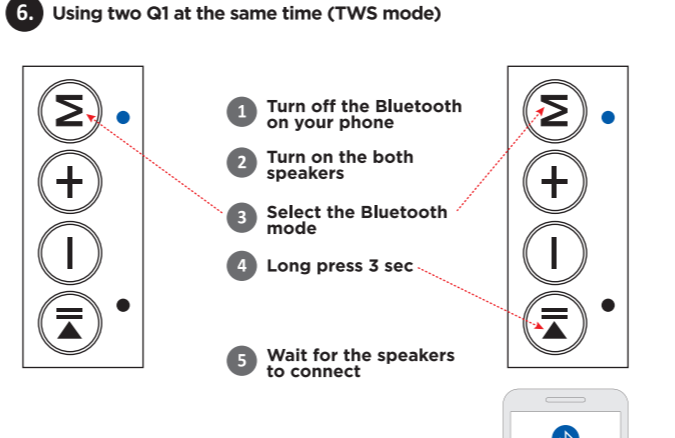 6. Using two Q1 at the same time (TWS mode)
1 Turn off the Bluetooth
on your phone
2 Turn on the both
speakers
3 Select the Bluetooth
mode
4 Long press 3 sec
5 Wait for the speakers
to connect
M
+
–
M
+
–